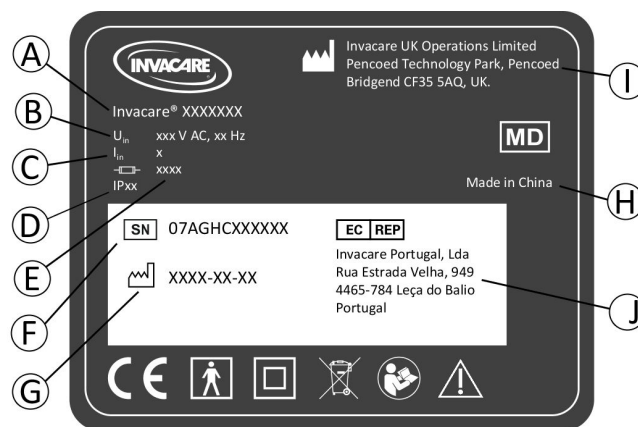 A
INVACARE
Invacare UK Operations Limited
Pencoed Technology Park, Pencoed
Bridgend CF35 5AQ, UK.
I
B
Invacare® XXXXXXX
Uin xxx V AC, xx Hz
MD
C
Iin x
xxxx
D
IPxx
Made in China
H
E
SN 07AGHCXXXXXX
EC REP
F
Invacare Portugal, Lda
Rua Estrada Velha, 949
XXXX-XX-XX
4465-784 Leça do Balio
Portugal
J
G
CE